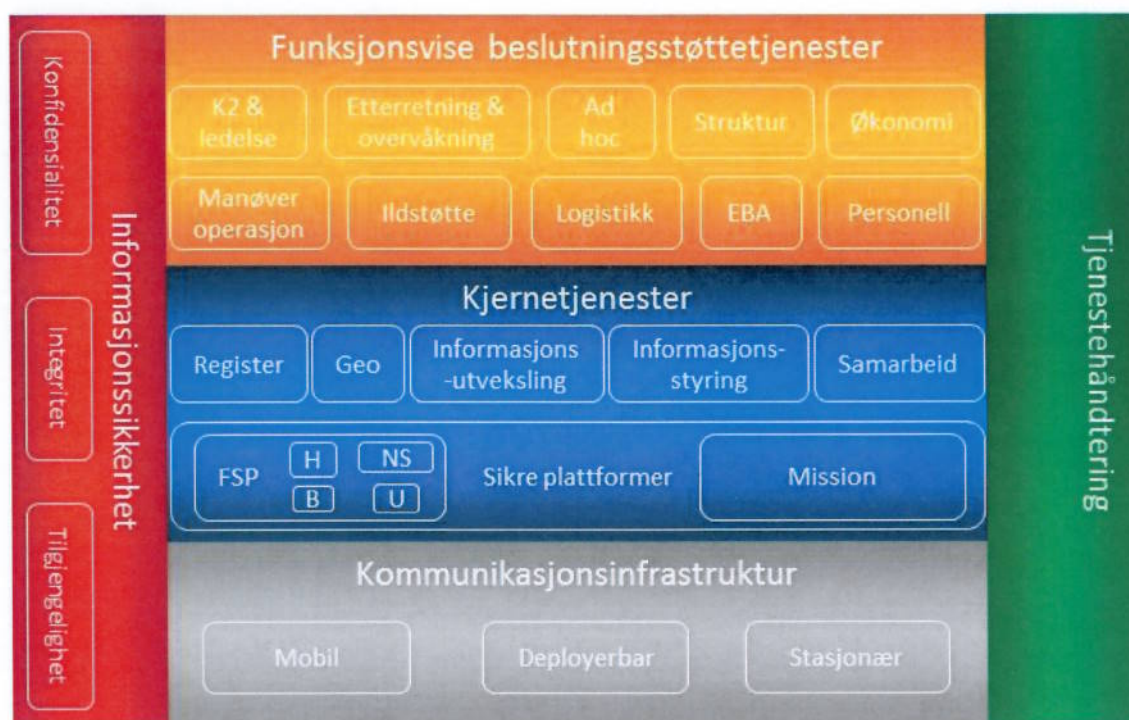 Konfidensialitet
Integritet
Tilgjengelighet
Informasjonssikkerhet
Funksjonsvise beslutningsstøttetjenester
K2 &
ledelse
Etterretning &
overvåkning
Ad
hoc
Struktur
Økonomi
Manøver
operasjon
Ildstøtte
Logistikk
EBA
Personell
Kjernetjenester
Register
Geo
Informasjons
-utveksling
Informasjons-
styring
Samarbeid
FSP
H
NS
B
U
Sikre plattformer
Mission
Kommunikasjonsinfrastruktur
Mobil
Deployerbar
Stasjonær
Tjenestehåndtering